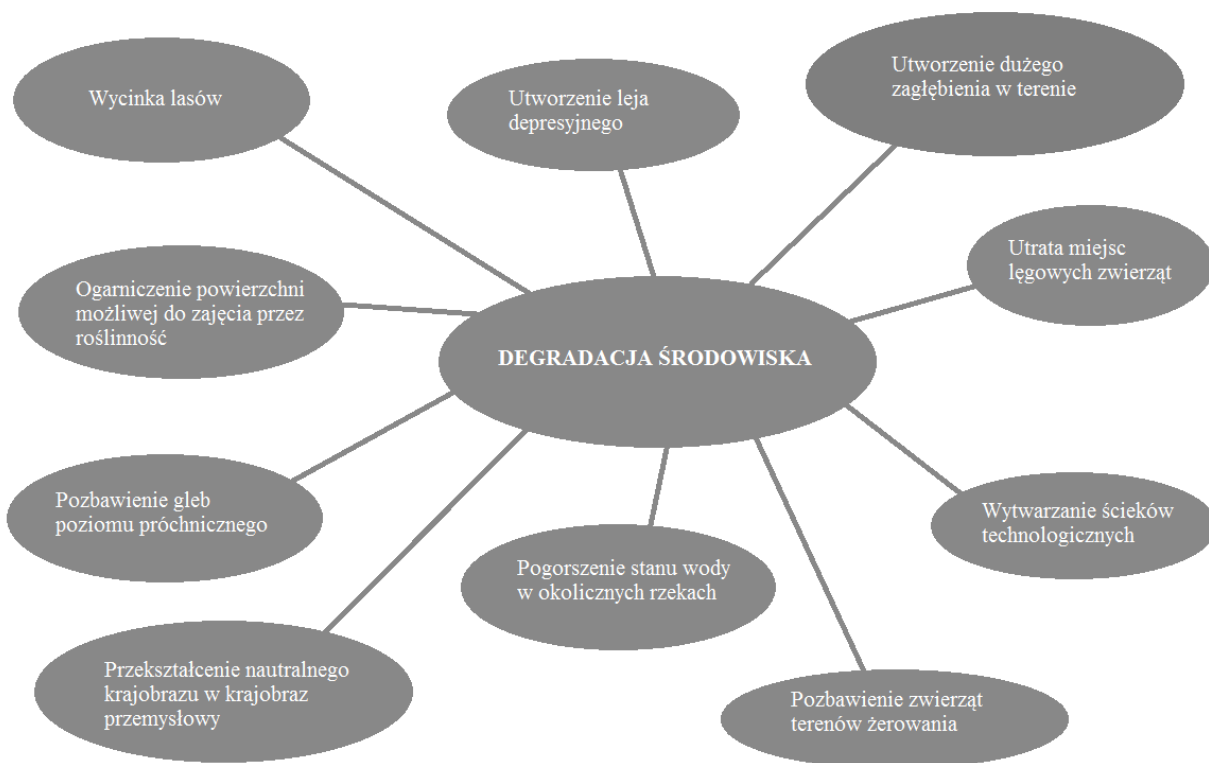 Wycinka lasów
Utworzenie leja
depresyjnego
Utworzenie dużego
zagłębienia w terenie
Utrata miejsc
lęgowych zwierząt
Ogarniczenie powierzchni
możliwej do zajęcia przez
roślinność
DEGRADACJA ŚRODOWISKA
Pozbawienie gleb
poziomu próchnicznego
Wytwarzanie ścieków
technologicznych
Pogorszenie stanu wody
w okolicznych rzekach
Przekształcenie nautralnego
krajobrazu w krajobraz
przemysłowy
Pozbawienie zwierząt
terenów żerowania